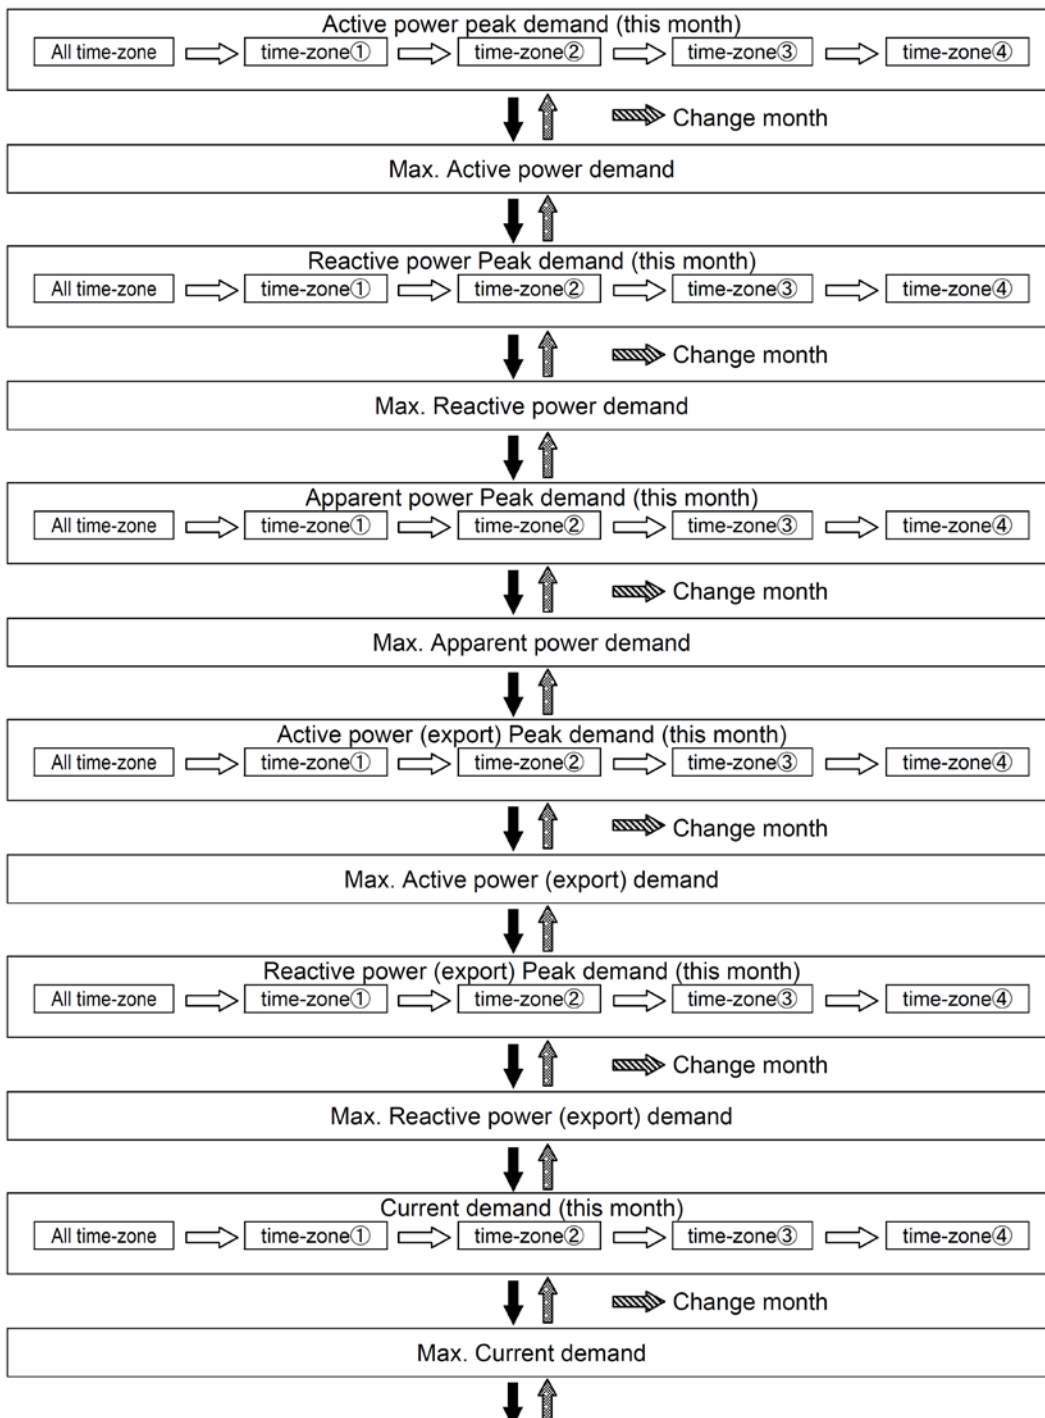 Active power peak demand (this month)
All time-zone time-zone① time-zone② time-zone③ time-zone④
Change month
Max. Active power demand
Reactive power Peak demand (this month)
All time-zone time-zone① time-zone② time-zone③ time-zone④
Change month
Max. Reactive power demand
Apparent power Peak demand (this month)
All time-zone time-zone① time-zone② time-zone③ time-zone④
Change month
Max. Apparent power demand
Active power (export) Peak demand (this month)
All time-zone time-zone① time-zone② time-zone③ time-zone④
Change month
Max. Active power (export) demand
Reactive power (export) Peak demand (this month)
All time-zone time-zone① time-zone② time-zone③ time-zone④
Change month
Max. Reactive power (export) demand
Current demand (this month)
All time-zone time-zone① time-zone② time-zone③ time-zone④
Change month
Max. Current demand